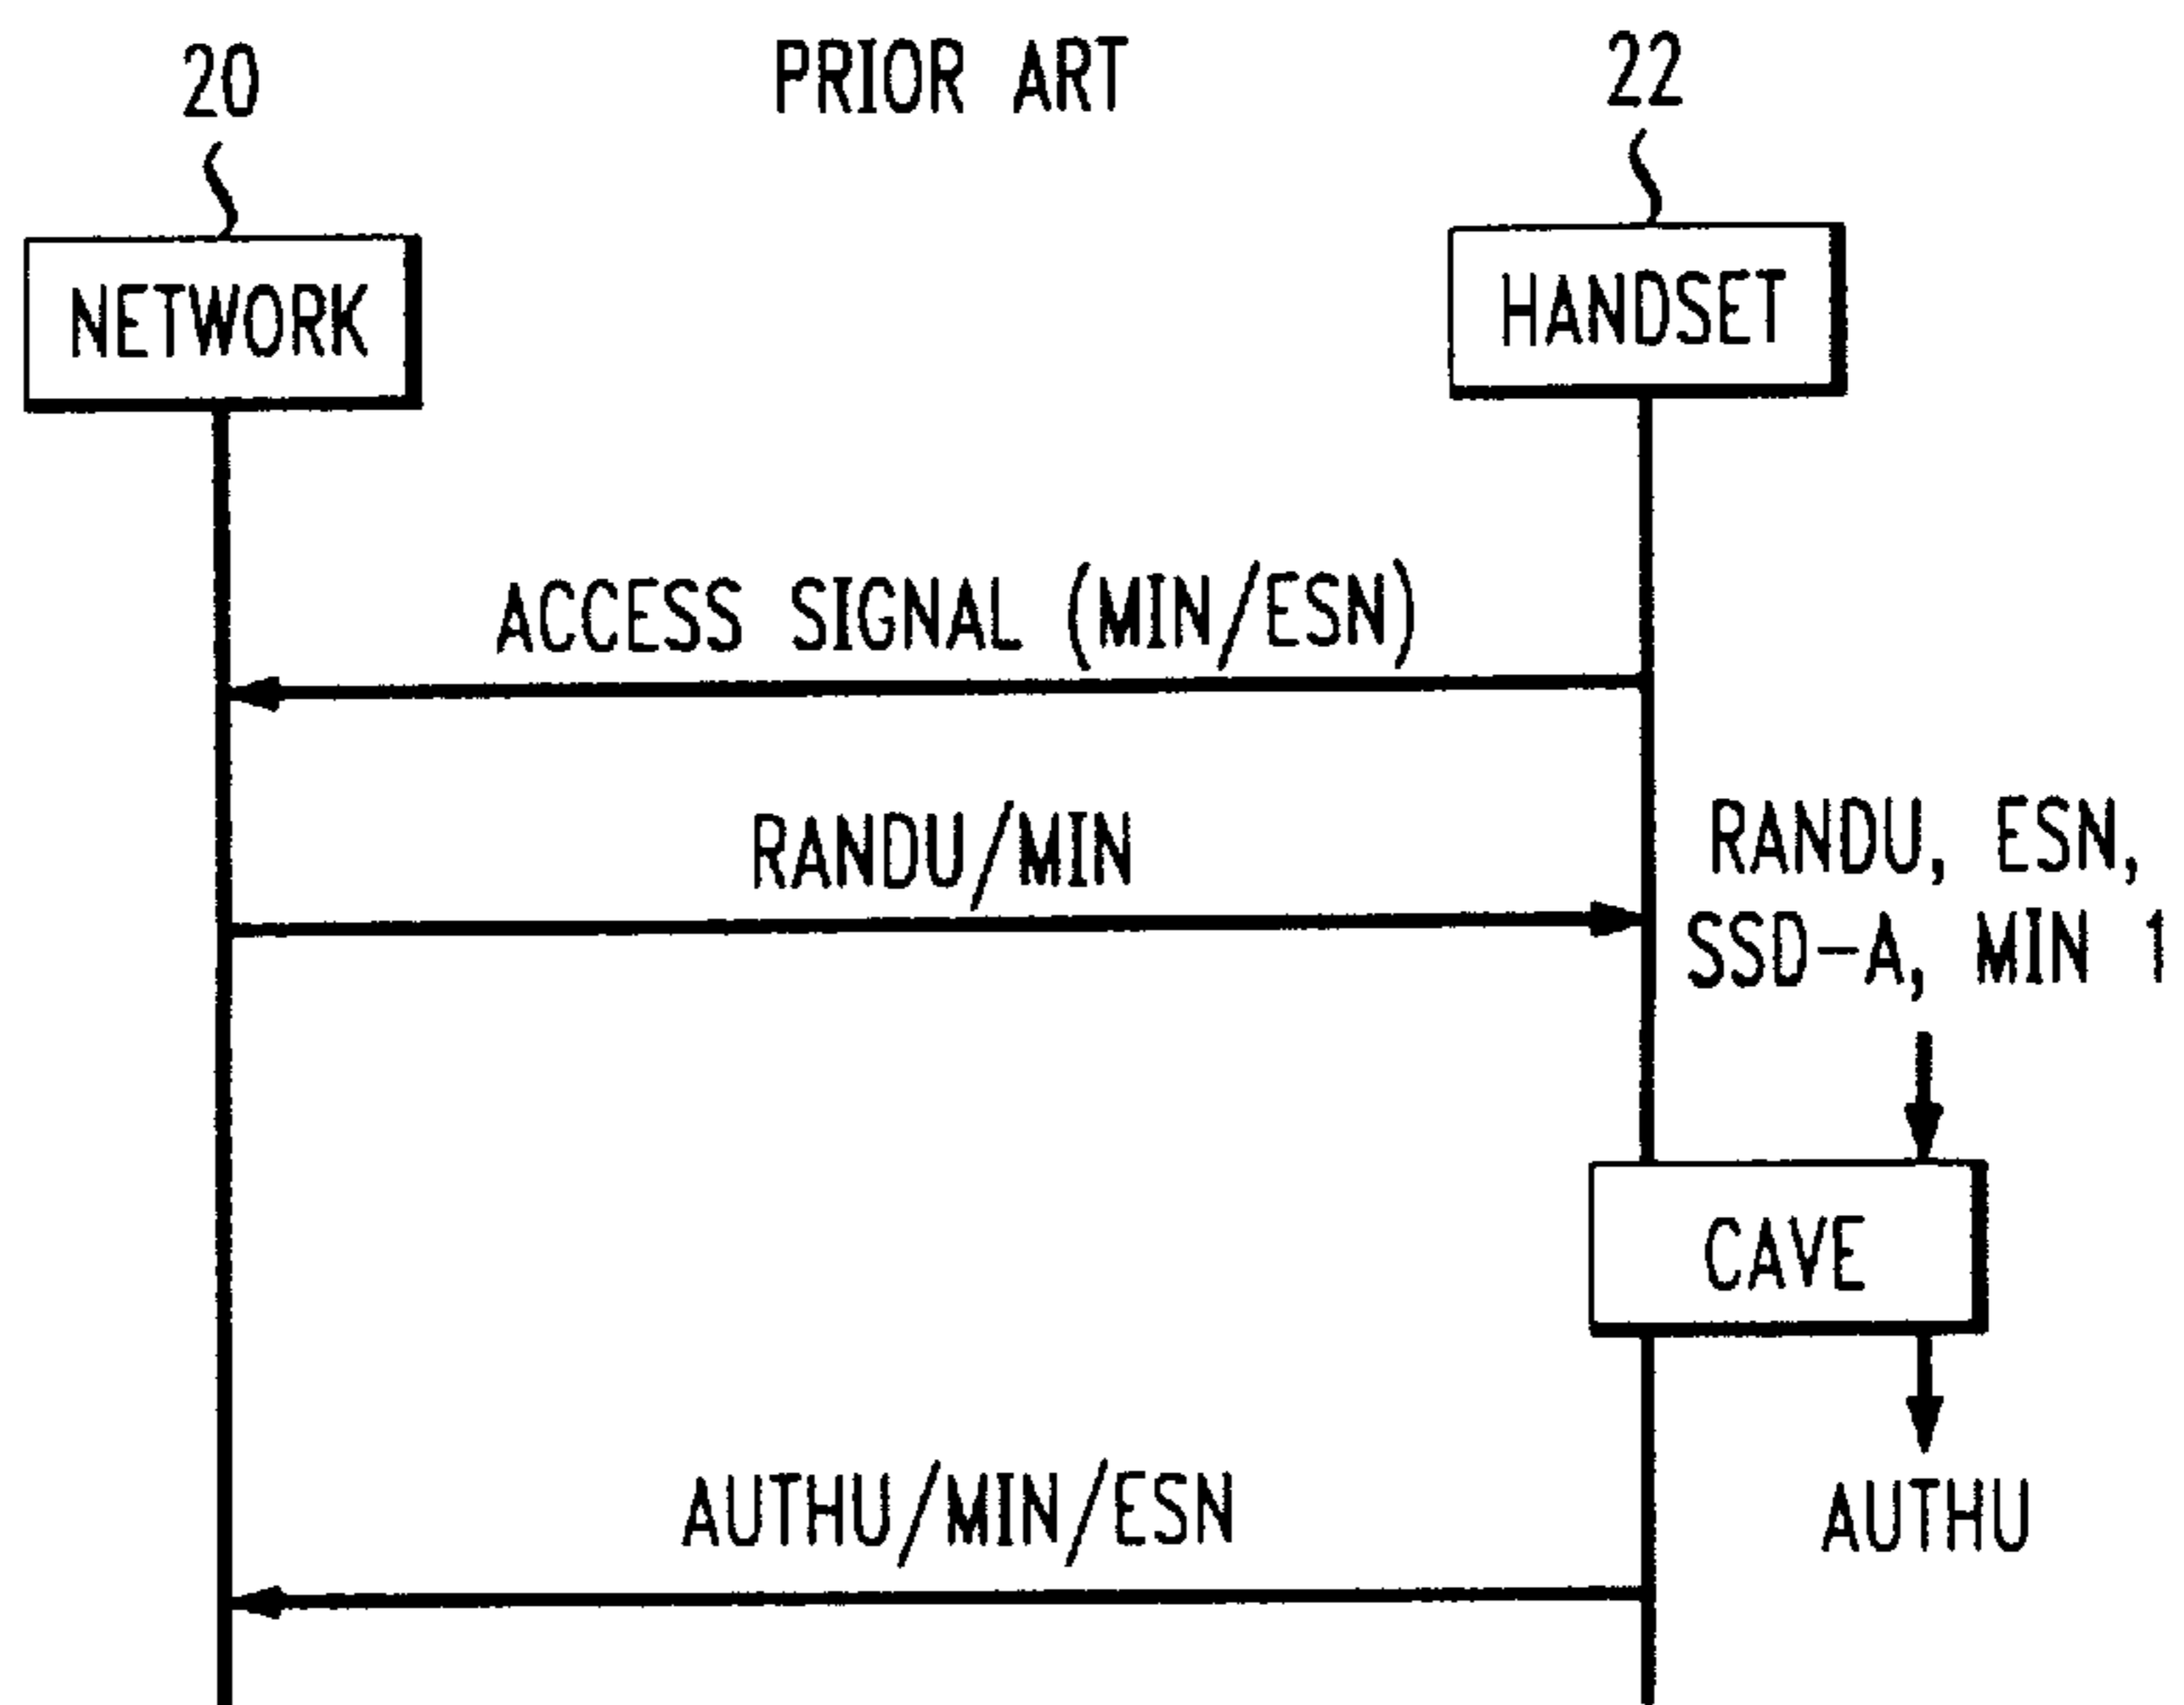 20
PRIOR ART
22
NETWORK
HANDSET
ACCESS SIGNAL (MIN/ESN)
RANDU/MIN
RANDU, ESN,
SSD-A, MIN 1
CAVE
AUTHU/MIN/ESN
AUTHU